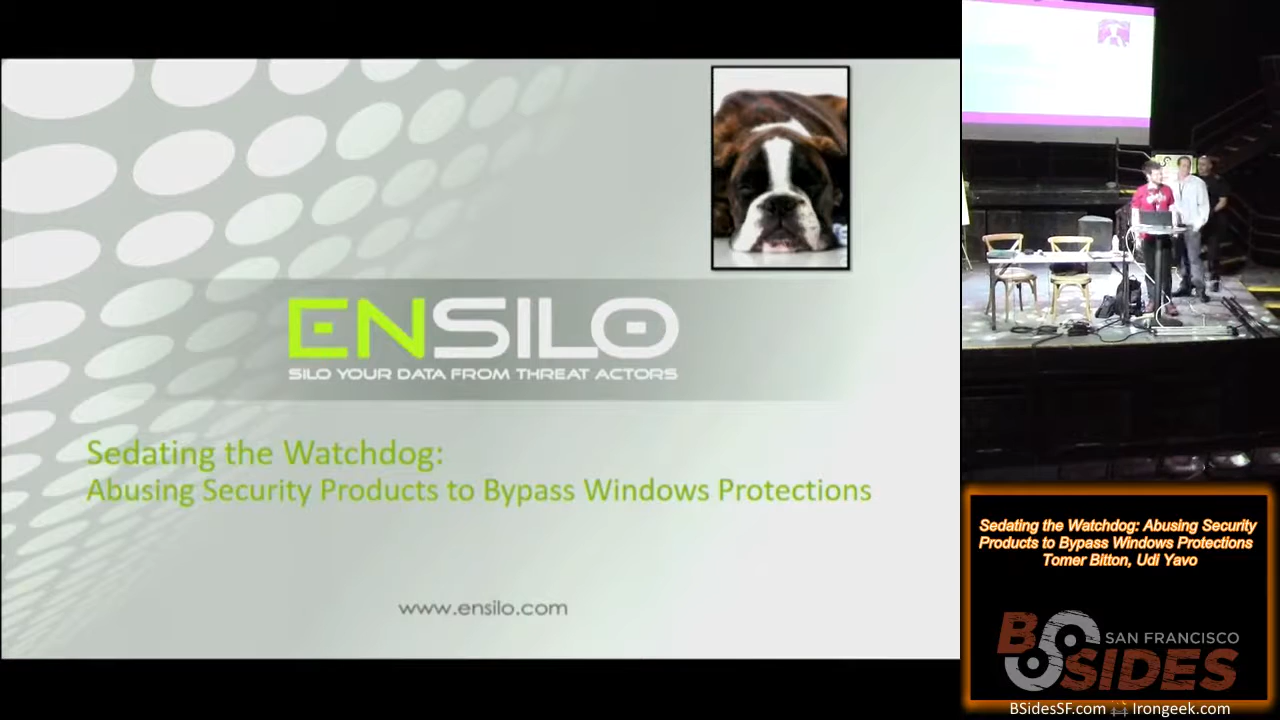 ENSILO
SILO YOUR DATA FROM THREAT ACTORS
Sedating the Watchdog:
Abusing Security Products to Bypass Windows Protections
www.ensilo.com
Sedating the Watchdog: Abusing Security
Products to Bypass Windows Protections
Tomer Bitton, Udi Yavo
BSIDES
SAN FRANCISCO
BSidesSF.com
Irongeek.com